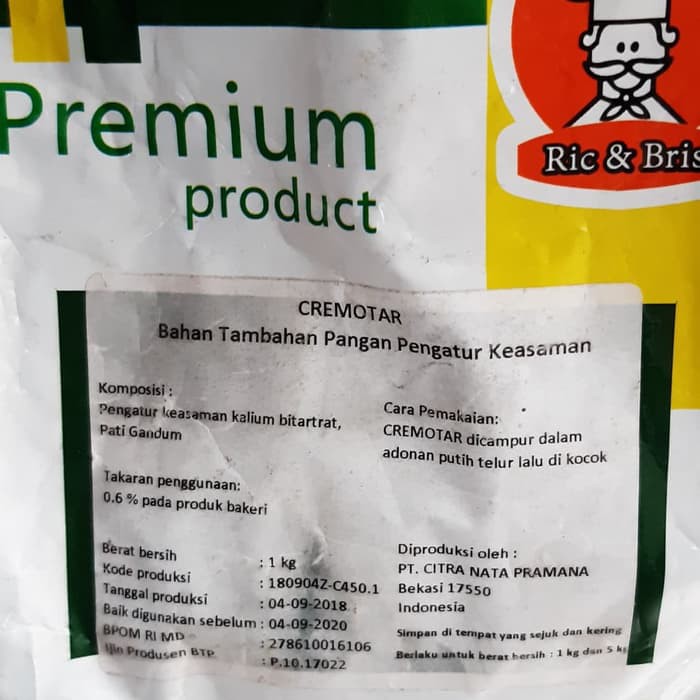 Premium
product
Ric & Bris
CREMOTAR
Bahan Tambahan Pangan Pengatur Keasaman
Komposisi :
Pengatur keasaman kalium bitartrat,
Pati Gandum
Takaran penggunaan:
0.6 % pada produk bakeri
Cara Pemakaian:
CREMOTAR dicampur dalam
adonan putih telur lalu di kocok
Berat bersih : 1 kg
Kode produksi : 180904Z-C450.1
Tanggal produksi : 04-09-2018
Baik digunakan sebelum : 04-09-2020
BPOM RI MD : 278610016106
Ijin Produsen BTP : P.10.17022
Diproduksi oleh :
PT. CITRA NATA PRAMANA
Bekasi 17550
Indonesia
Simpan di tempat yang sejuk dan kering
Berlaku untuk berat bersih : 1 kg dan 5 kg